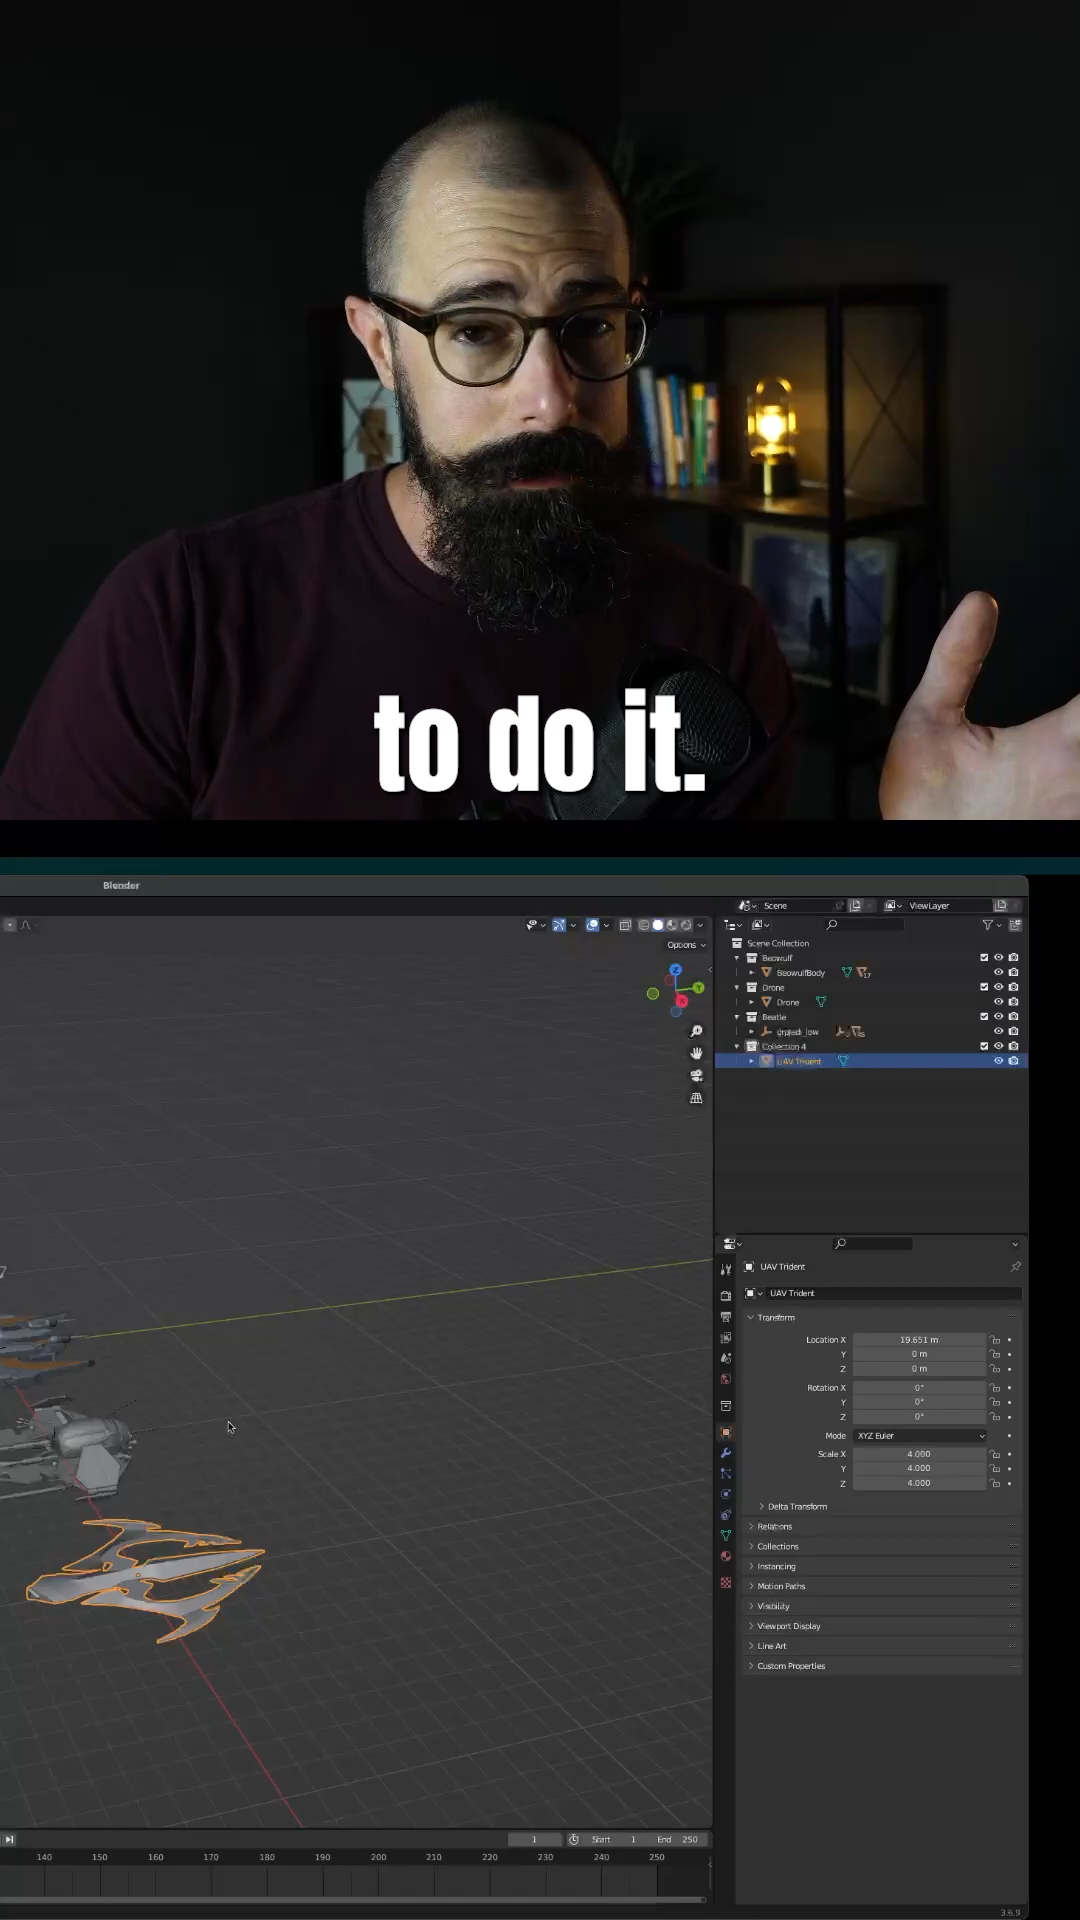 to do it.
Blender
Scene
ViewLayer
Options
Scene Collection
Beowulf
BeowulfBody
17
Drone
Drone
Beatle
Collection 4
UAV Trident
Z
Y
X
UAV Trident
UAV Trident
Transform
Location X
19.651 m
Y
0 m
Z
0 m
Rotation X
0°
Y
0°
Z
0°
Mode
XYZ Euler
Scale X
4.000
Y
4.000
Z
4.000
Delta Transform
Relations
Collections
Instancing
Motion Paths
Visibility
Viewport Display
Line Art
Custom Properties
1
Start
1
End
250
140
150
160
170
180
190
200
210
220
230
240
250
3.6.9